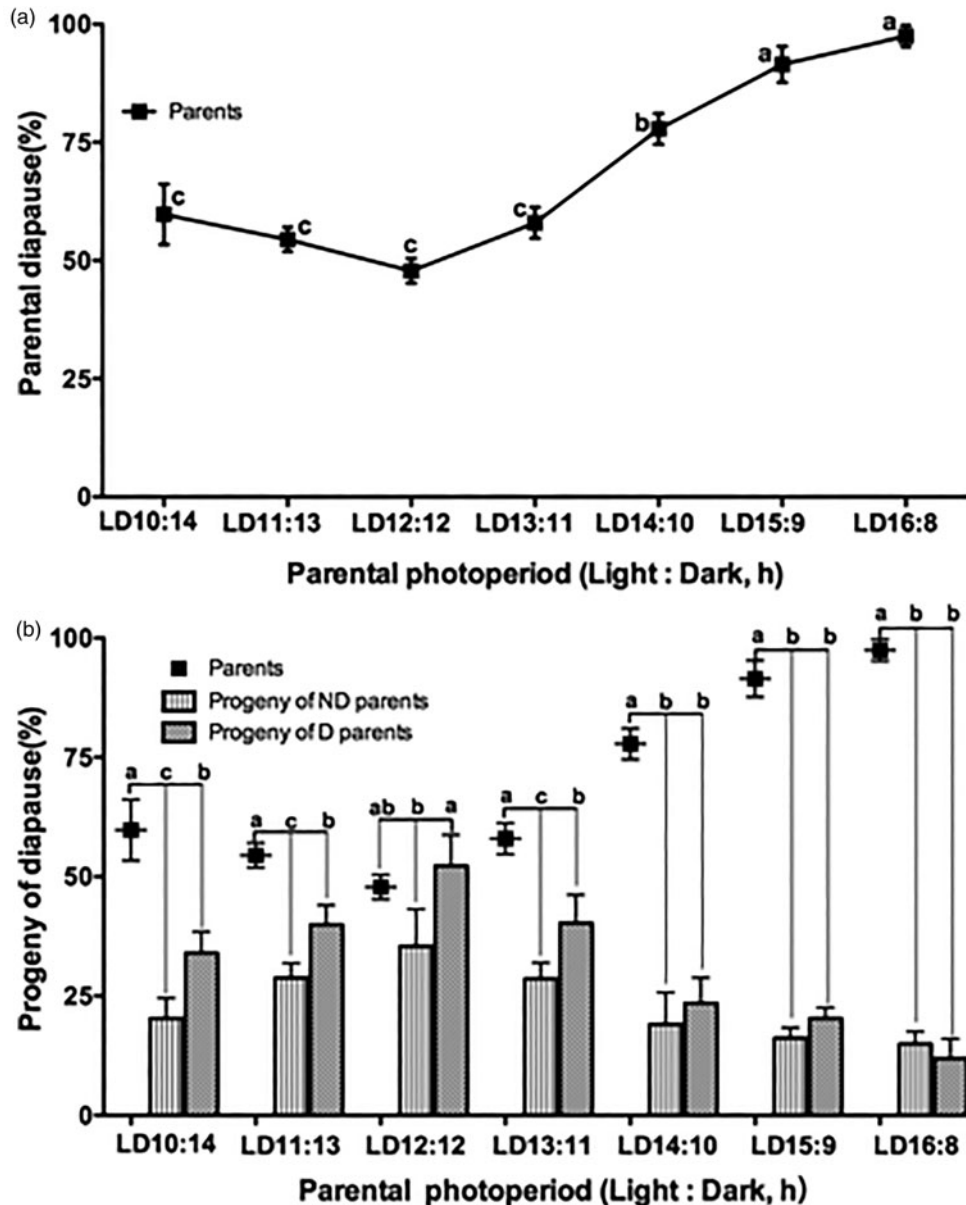 (a)
100
75
50
25
0
Parental diapause(%)
Parents
c
c
c
c
b
a
a
LD10:14 LD11:13 LD12:12 LD13:11 LD14:10 LD15:9 LD16:8
Parental photoperiod (Light : Dark, h)
(b)
100
75
50
25
0
Progeny of diapause(%)
Parents
Progeny of ND parents
Progeny of D parents
a c b
a c b
ab b a
a c b
a b b
a b b
a b b
LD10:14 LD11:13 LD12:12 LD13:11 LD14:10 LD15:9 LD16:8
Parental photoperiod (Light : Dark, h)